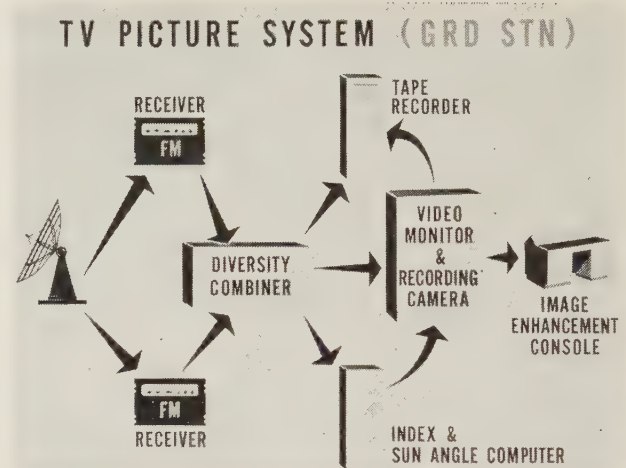 TV PICTURE SYSTEM (GRD STN)
RECEIVER
FM
TAPE
RECORDER
DIVERSITY
COMBINER
VIDEO
MONITOR
&
RECORDING
CAMERA
IMAGE
ENHANCEMENT
CONSOLE
FM
RECEIVER
INDEX &
SUN ANGLE COMPUTER